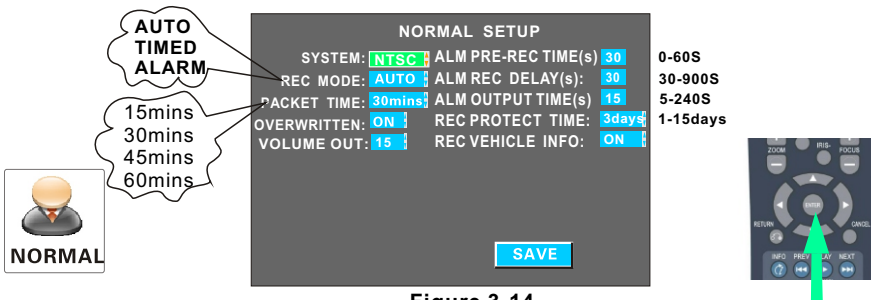 AUTO
TIMED
ALARM
15mins
30mins
45mins
60mins
NORMAL
NORMAL SETUP
SYSTEM: NTSC ALM PRE-REC TIME(s) 30 0-60S
REC MODE: AUTO ALM REC DELAY(s): 30 30-900S
PACKET TIME: 30mins ALM OUTPUT TIME(s) 15 5-240S
OVERWRITTEN: ON REC PROTECT TIME: 3days 1-15days
VOLUME OUT: 15 REC VEHICLE INFO: ON
SAVE
ZOOM IRIS- FOCUS
ENTER
RETURN CANCEL
INFO PREV PLAY NEXT
Figure 3-14